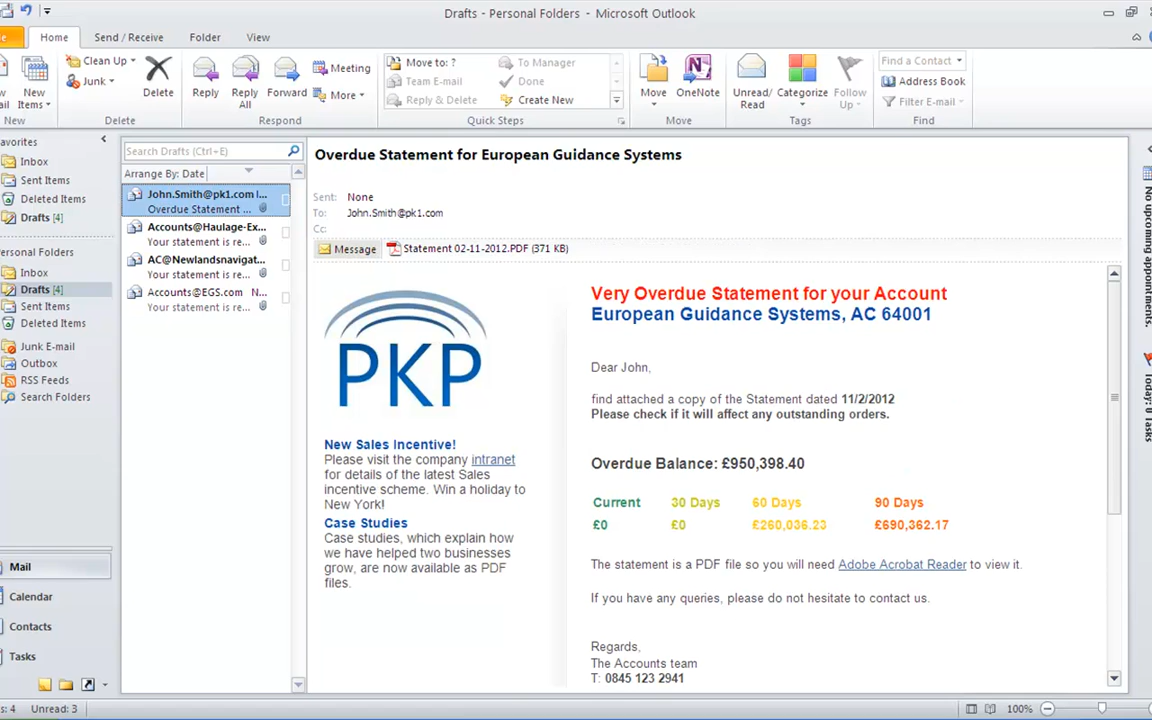 Drafts - Personal Folders - Microsoft Outlook
Home Send / Receive Folder View
Clean Up
Junk
Delete
New Items
Reply
Reply All
Forward
Meeting
More
Move to: ?
Team E-mail
Reply & Delete
To Manager
Done
Create New
Move
OneNote
Unread/ Read
Categorize
Follow Up
Find a Contact
Address Book
Filter E-mail
New Delete Respond Quick Steps Move Tags Find
avorites
Inbox
Sent Items
Deleted Items
Drafts [4]
ersonal Folders
Inbox
Drafts [4]
Sent Items
Deleted Items
Junk E-mail
Outbox
RSS Feeds
Search Folders
Mail
Calendar
Contacts
Tasks
Search Drafts (Ctrl+E)
Arrange By: Date
John.Smith@pk1.com I...
Overdue Statement ...
Accounts@Haulage-Ex...
Your statement is re...
AC@Newlandsnavigat...
Your statement is re...
Accounts@EGS.com N...
Your statement is re...
Overdue Statement for European Guidance Systems
Sent: None
To: John.Smith@pk1.com
Cc:
Message Statement 02-11-2012.PDF (371 KB)
PKP
New Sales Incentive!
Please visit the company intranet
for details of the latest Sales
incentive scheme. Win a holiday to
New York!
Case Studies
Case studies, which explain how
we have helped two businesses
grow, are now available as PDF
files.
Very Overdue Statement for your Account
European Guidance Systems, AC 64001
Dear John,
find attached a copy of the Statement dated 11/2/2012
Please check if it will affect any outstanding orders.
Overdue Balance: £950,398.40
Current 30 Days 60 Days 90 Days
£0 £0 £260,036.23 £690,362.17
The statement is a PDF file so you will need Adobe Acrobat Reader to view it.
If you have any queries, please do not hesitate to contact us.
Regards,
The Accounts team
T: 0845 123 2941
No upcoming appointments.
Today: 0 Tasks
s: 4 Unread: 3
100%